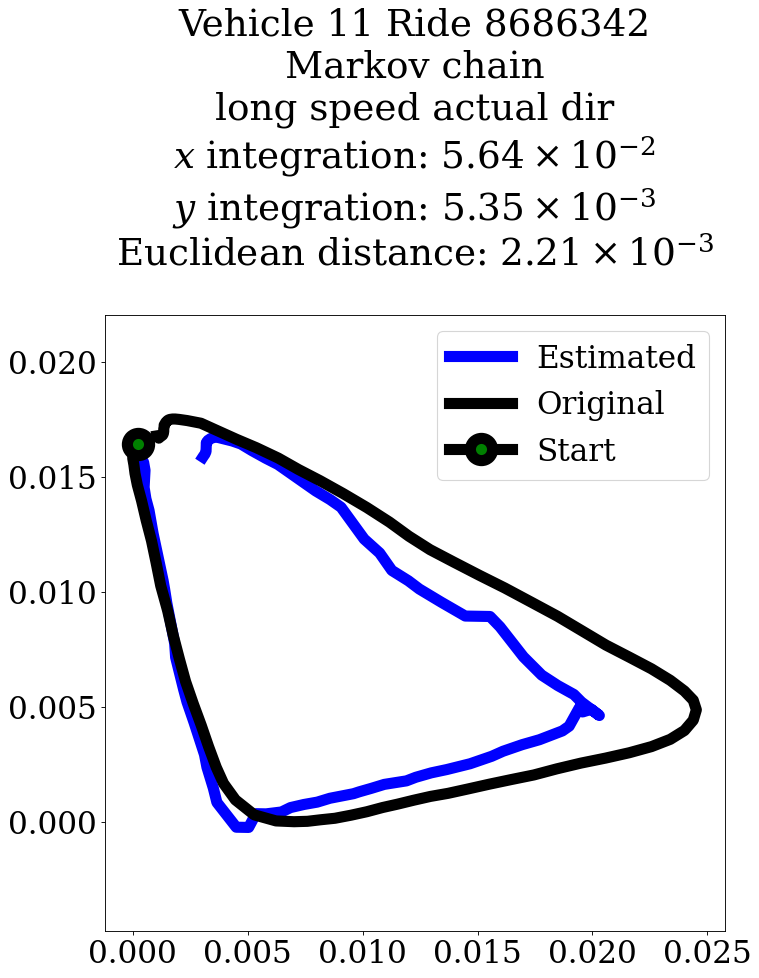 Vehicle 11 Ride 8686342
Markov chain
long speed actual dir
x integration: 5.64 × 10⁻²
y integration: 5.35 × 10⁻³
Euclidean distance: 2.21 × 10⁻³
Estimated
Original
Start
0.020
0.015
0.010
0.005
0.000
0.000 0.005 0.010 0.015 0.020 0.025